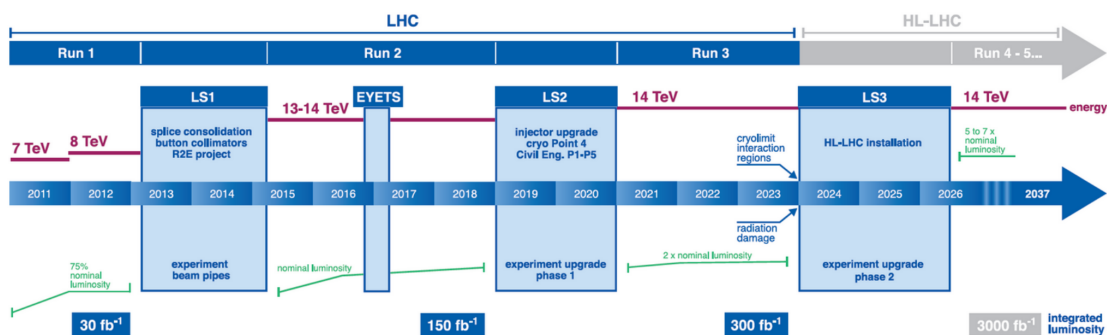 LHC
HL-LHC
Run 1
Run 2
Run 3
Run 4 - 5...
LS1
EYETS
LS2
LS3
7 TeV
8 TeV
13-14 TeV
14 TeV
14 TeV
energy
splice consolidation
button collimators
R2E project
injector upgrade
cryo Point 4
Civil Eng. P1-P5
cryolimit
interaction
regions
HL-LHC installation
5 to 7 x
nominal
luminosity
2011
2012
2013
2014
2015
2016
2017
2018
2019
2020
2021
2022
2023
2024
2025
2026
2037
radiation
damage
75%
nominal
luminosity
experiment
beam pipes
nominal luminosity
experiment upgrade
phase 1
2 x nominal luminosity
experiment upgrade
phase 2
30 fb⁻¹
150 fb⁻¹
300 fb⁻¹
3000 fb⁻¹
integrated
luminosity